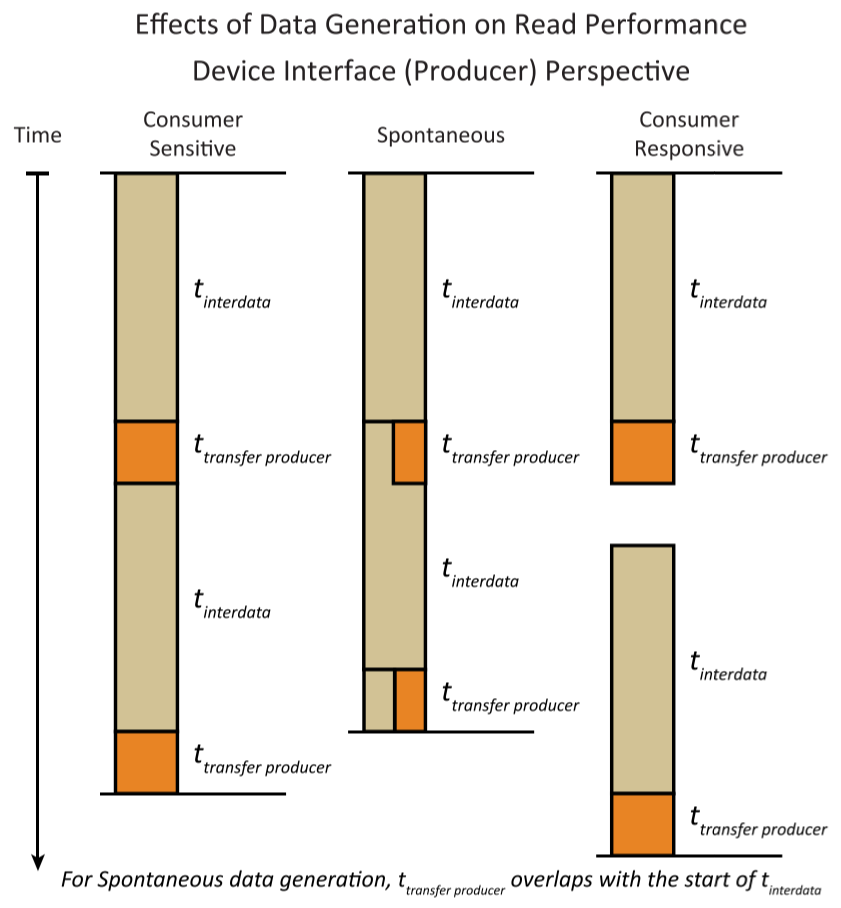 Effects of Data Generation on Read Performance
Device Interface (Producer) Perspective
Time
Consumer
Sensitive
Spontaneous
Consumer
Responsive
t interdata
t interdata
t interdata
t transfer producer
t transfer producer
t transfer producer
t interdata
t interdata
t interdata
t transfer producer
t transfer producer
t transfer producer
For Spontaneous data generation, t transfer producer overlaps with the start of t interdata